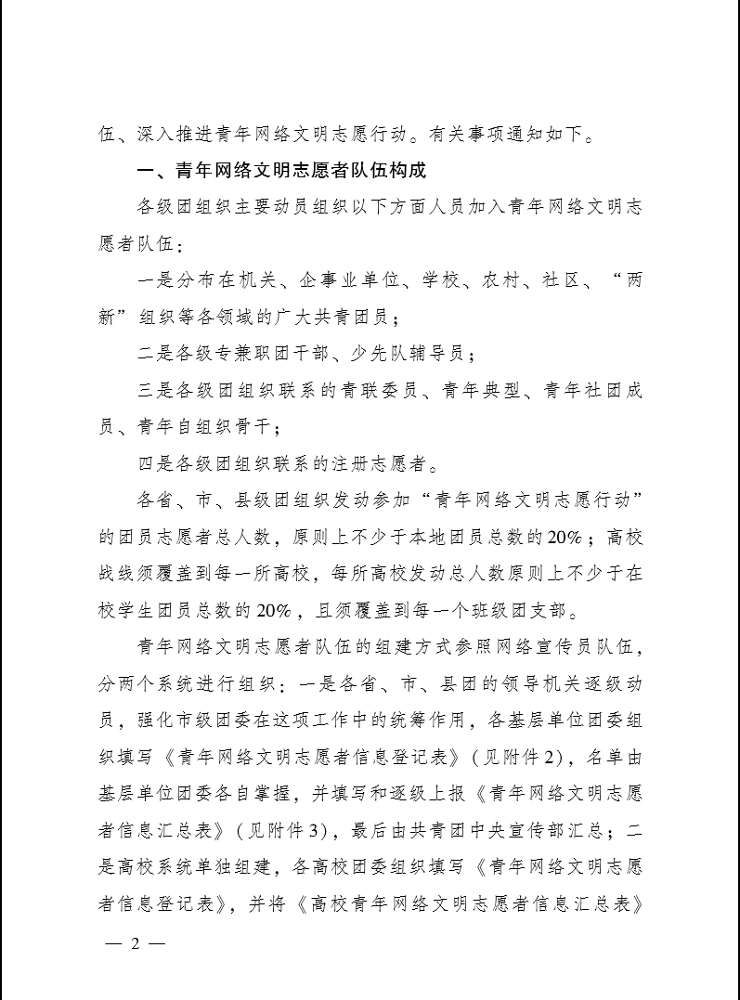 伍、深入推进青年网络文明志愿行动。有关事项通知如下。
一、青年网络文明志愿者队伍构成
各级团组织主要动员组织以下方面人员加入青年网络文明志
愿者队伍：
一是分布在机关、企事业单位、学校、农村、社区、“两
新”组织等各领域的广大共青团员；
二是各级专兼职团干部、少先队辅导员；
三是各级团组织联系的青联委员、青年典型、青年社团成
员、青年自组织骨干；
四是各级团组织联系的注册志愿者。
各省、市、县级团组织发动参加“青年网络文明志愿行动”
的团员志愿者总人数，原则上不少于本地团员总数的20%；高校
战线须覆盖到每一所高校，每所高校发动总人数原则上不少于在
校学生团员总数的20%，且须覆盖到每一个班级团支部。
青年网络文明志愿者队伍的组建方式参照网络宣传员队伍，
分两个系统进行组织：一是各省、市、县团的领导机关逐级动
员，强化市级团委在这项工作中的统筹作用，各基层单位团委组
织填写《青年网络文明志愿者信息登记表》（见附件2），名单由
基层单位团委各自掌握，并填写和逐级上报《青年网络文明志愿
者信息汇总表》（见附件3），最后由共青团中央宣传部汇总；二
是高校系统单独组建，各高校团委组织填写《青年网络文明志愿
者信息登记表》，并将《高校青年网络文明志愿者信息汇总表》
— 2 —